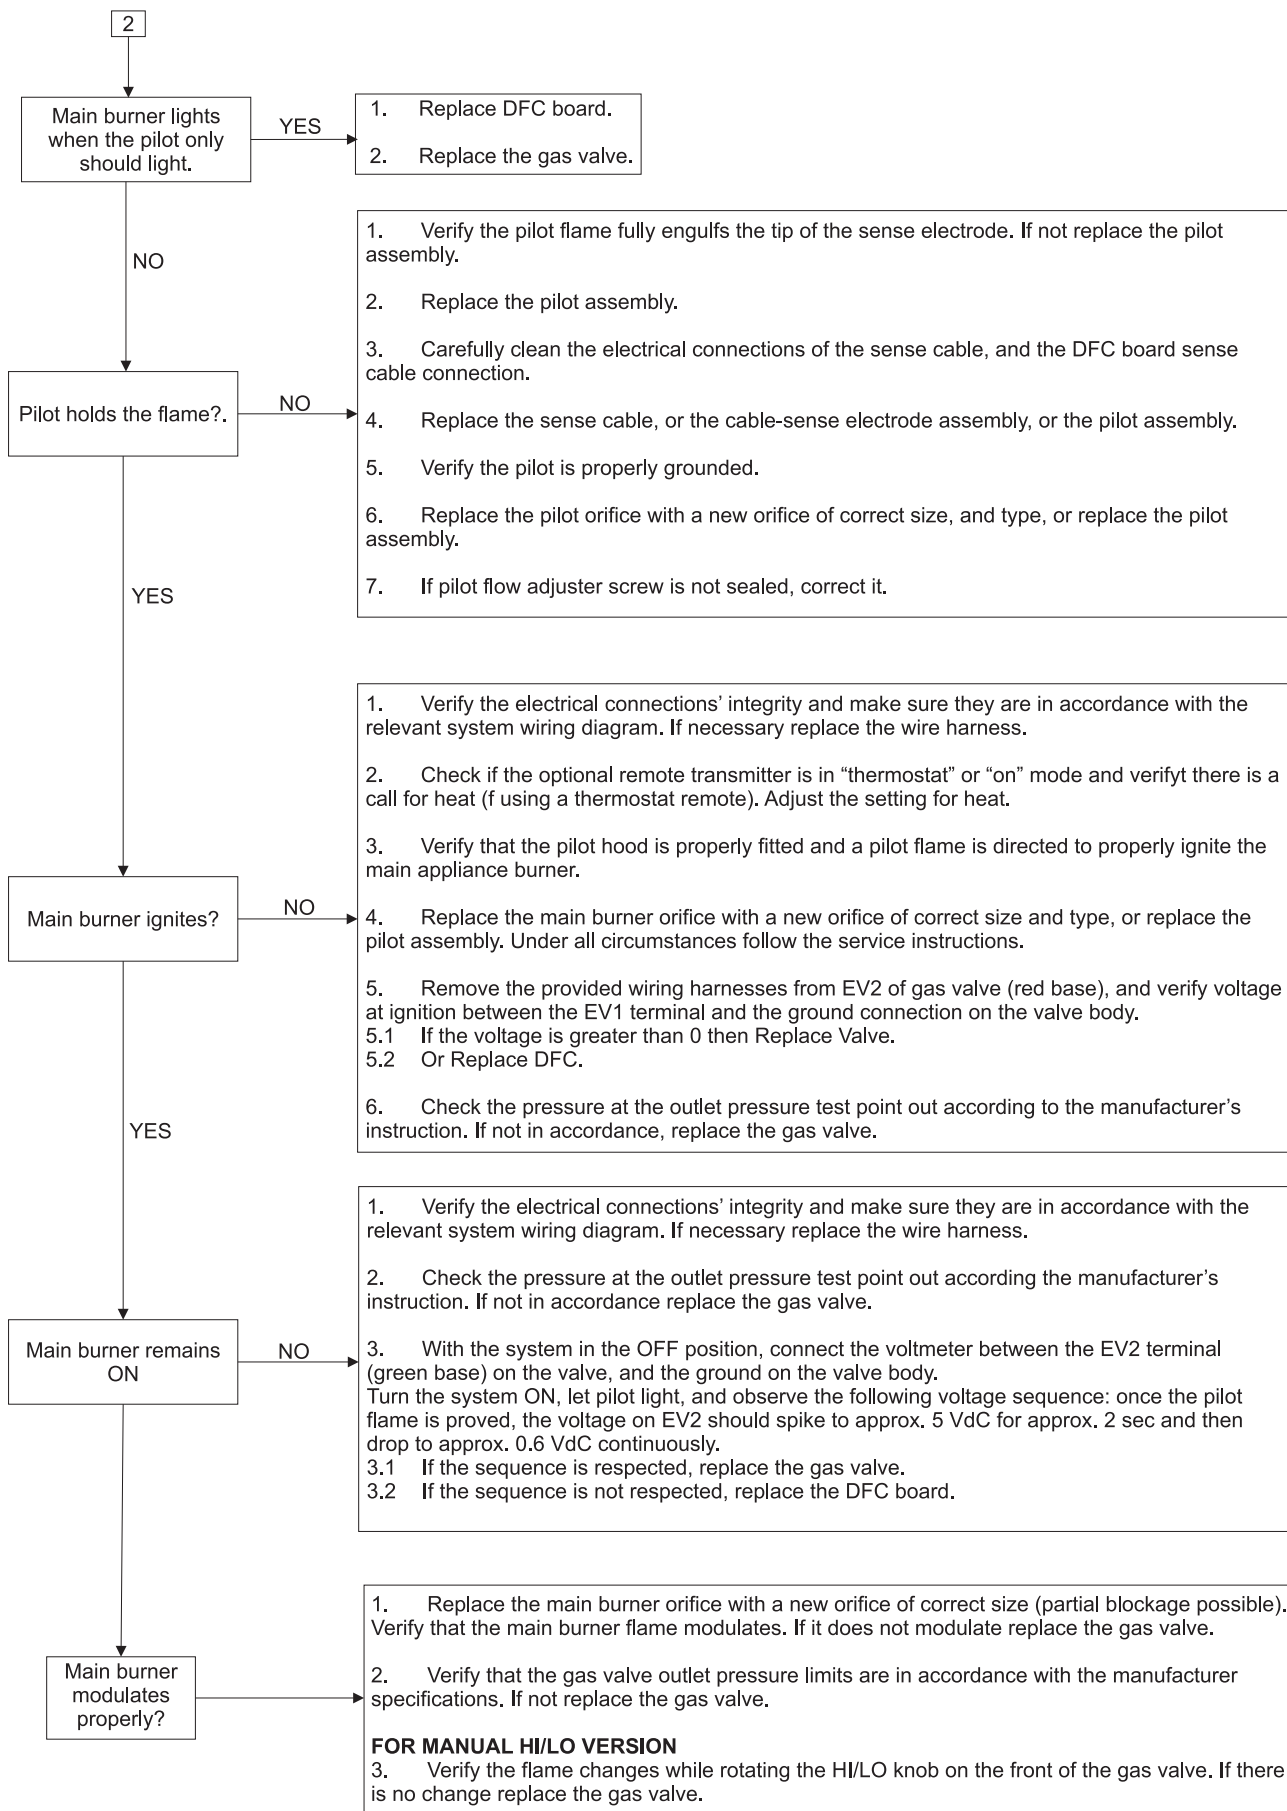 2
Main burner lights
when the pilot only
should light.
YES
1. Replace DFC board.
2. Replace the gas valve.
NO
1. Verify the pilot flame fully engulfs the tip of the sense electrode. If not replace the pilot
assembly.
2. Replace the pilot assembly.
3. Carefully clean the electrical connections of the sense cable, and the DFC board sense
cable connection.
4. Replace the sense cable, or the cable-sense electrode assembly, or the pilot assembly.
5. Verify the pilot is properly grounded.
6. Replace the pilot orifice with a new orifice of correct size, and type, or replace the pilot
assembly.
7. If pilot flow adjuster screw is not sealed, correct it.
Pilot holds the flame?.
NO
YES
1. Verify the electrical connections’ integrity and make sure they are in accordance with the
relevant system wiring diagram. If necessary replace the wire harness.
2. Check if the optional remote transmitter is in “thermostat” or “on” mode and verifyt there is a
call for heat (f using a thermostat remote). Adjust the setting for heat.
3. Verify that the pilot hood is properly fitted and a pilot flame is directed to properly ignite the
main appliance burner.
4. Replace the main burner orifice with a new orifice of correct size and type, or replace the
pilot assembly. Under all circumstances follow the service instructions.
5. Remove the provided wiring harnesses from EV2 of gas valve (red base), and verify voltage
at ignition between the EV1 terminal and the ground connection on the valve body.
5.1 If the voltage is greater than 0 then Replace Valve.
5.2 Or Replace DFC.
6. Check the pressure at the outlet pressure test point out according to the manufacturer’s
instruction. If not in accordance, replace the gas valve.
Main burner ignites?
NO
YES
1. Verify the electrical connections’ integrity and make sure they are in accordance with the
relevant system wiring diagram. If necessary replace the wire harness.
2. Check the pressure at the outlet pressure test point out according the manufacturer’s
instruction. If not in accordance replace the gas valve.
3. With the system in the OFF position, connect the voltmeter between the EV2 terminal
(green base) on the valve, and the ground on the valve body.
Turn the system ON, let pilot light, and observe the following voltage sequence: once the pilot
flame is proved, the voltage on EV2 should spike to approx. 5 VdC for approx. 2 sec and then
drop to approx. 0.6 VdC continuously.
3.1 If the sequence is respected, replace the gas valve.
3.2 If the sequence is not respected, replace the DFC board.
Main burner remains
ON
NO
1. Replace the main burner orifice with a new orifice of correct size (partial blockage possible).
Verify that the main burner flame modulates. If it does not modulate replace the gas valve.
2. Verify that the gas valve outlet pressure limits are in accordance with the manufacturer
specifications. If not replace the gas valve.
FOR MANUAL HI/LO VERSION
3. Verify the flame changes while rotating the HI/LO knob on the front of the gas valve. If there
is no change replace the gas valve.
Main burner
modulates
properly?